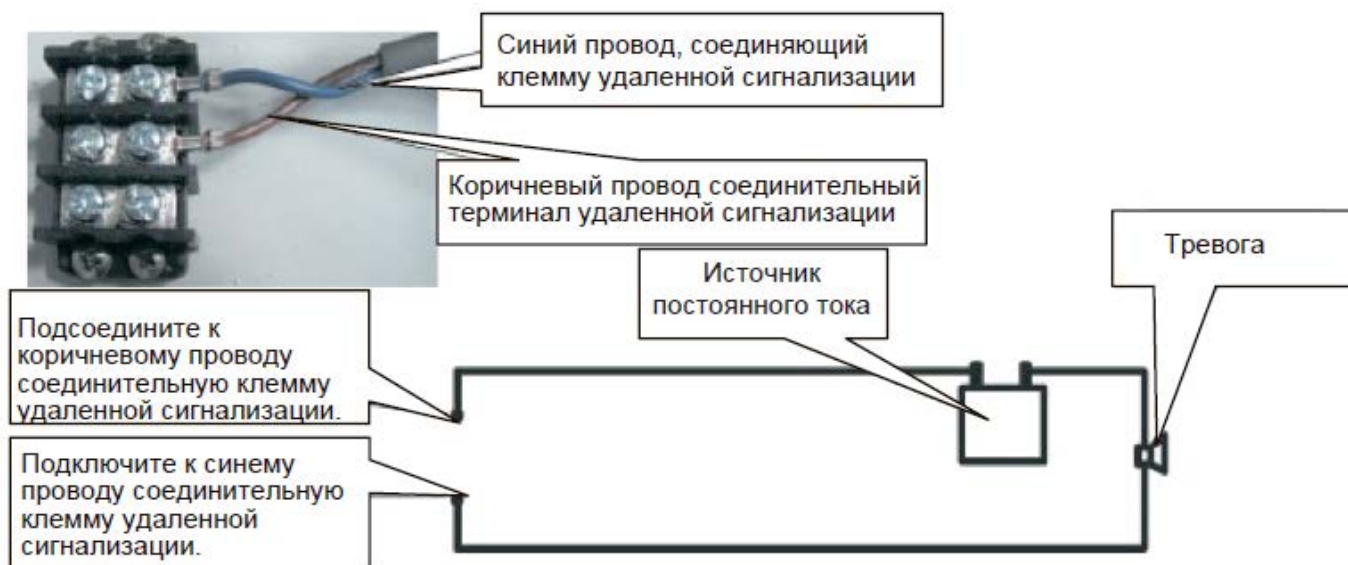 Синий провод, соединяющий
клемму удаленной сигнализации
Коричневый провод соединительный
терминал удаленной сигнализации
Источник
постоянного тока
Тревога
Подсоедините к
коричневому проводу
соединительную клемму
удаленной сигнализации.
Подключите к синему
проводу соединительную
клемму удаленной
сигнализации.